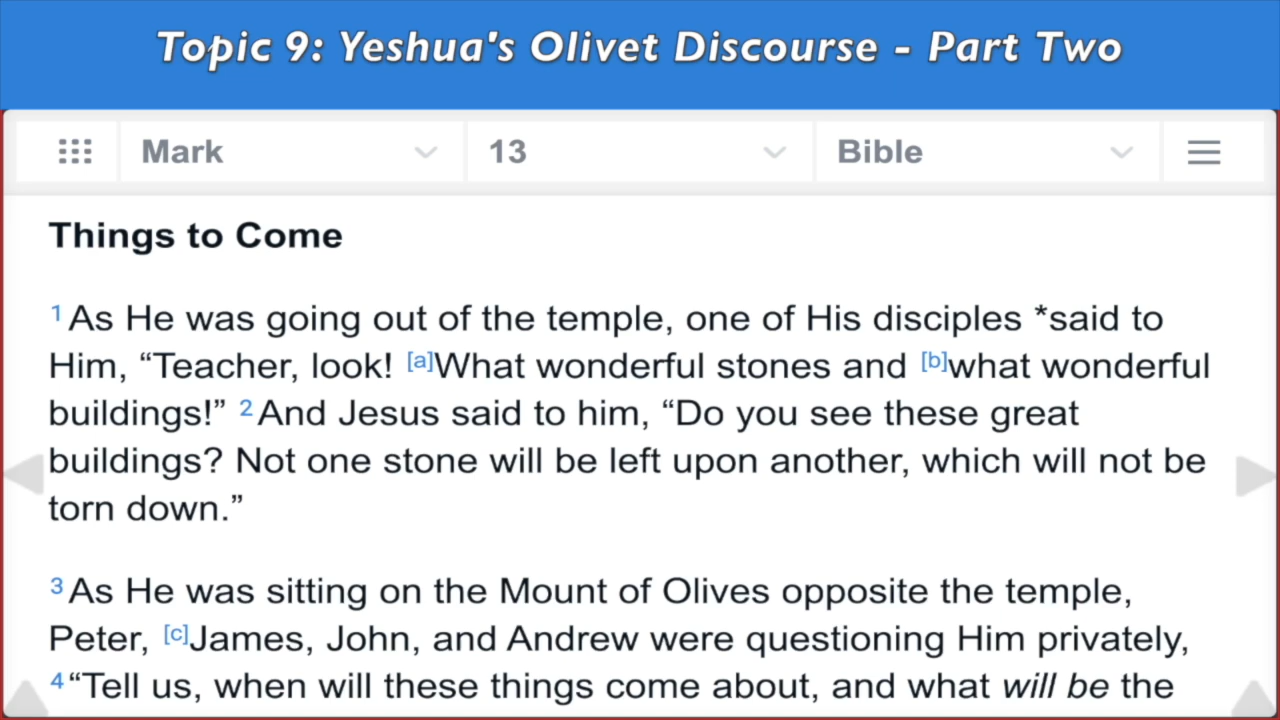 Topic 9: Yeshua's Olivet Discourse - Part Two
Mark 13 Bible
Things to Come
1 As He was going out of the temple, one of His disciples *said to
Him, “Teacher, look! [a]What wonderful stones and [b]what wonderful
buildings!” 2 And Jesus said to him, “Do you see these great
buildings? Not one stone will be left upon another, which will not be
torn down.”
3 As He was sitting on the Mount of Olives opposite the temple,
Peter, [c]James, John, and Andrew were questioning Him privately,
4 “Tell us, when will these things come about, and what will be the